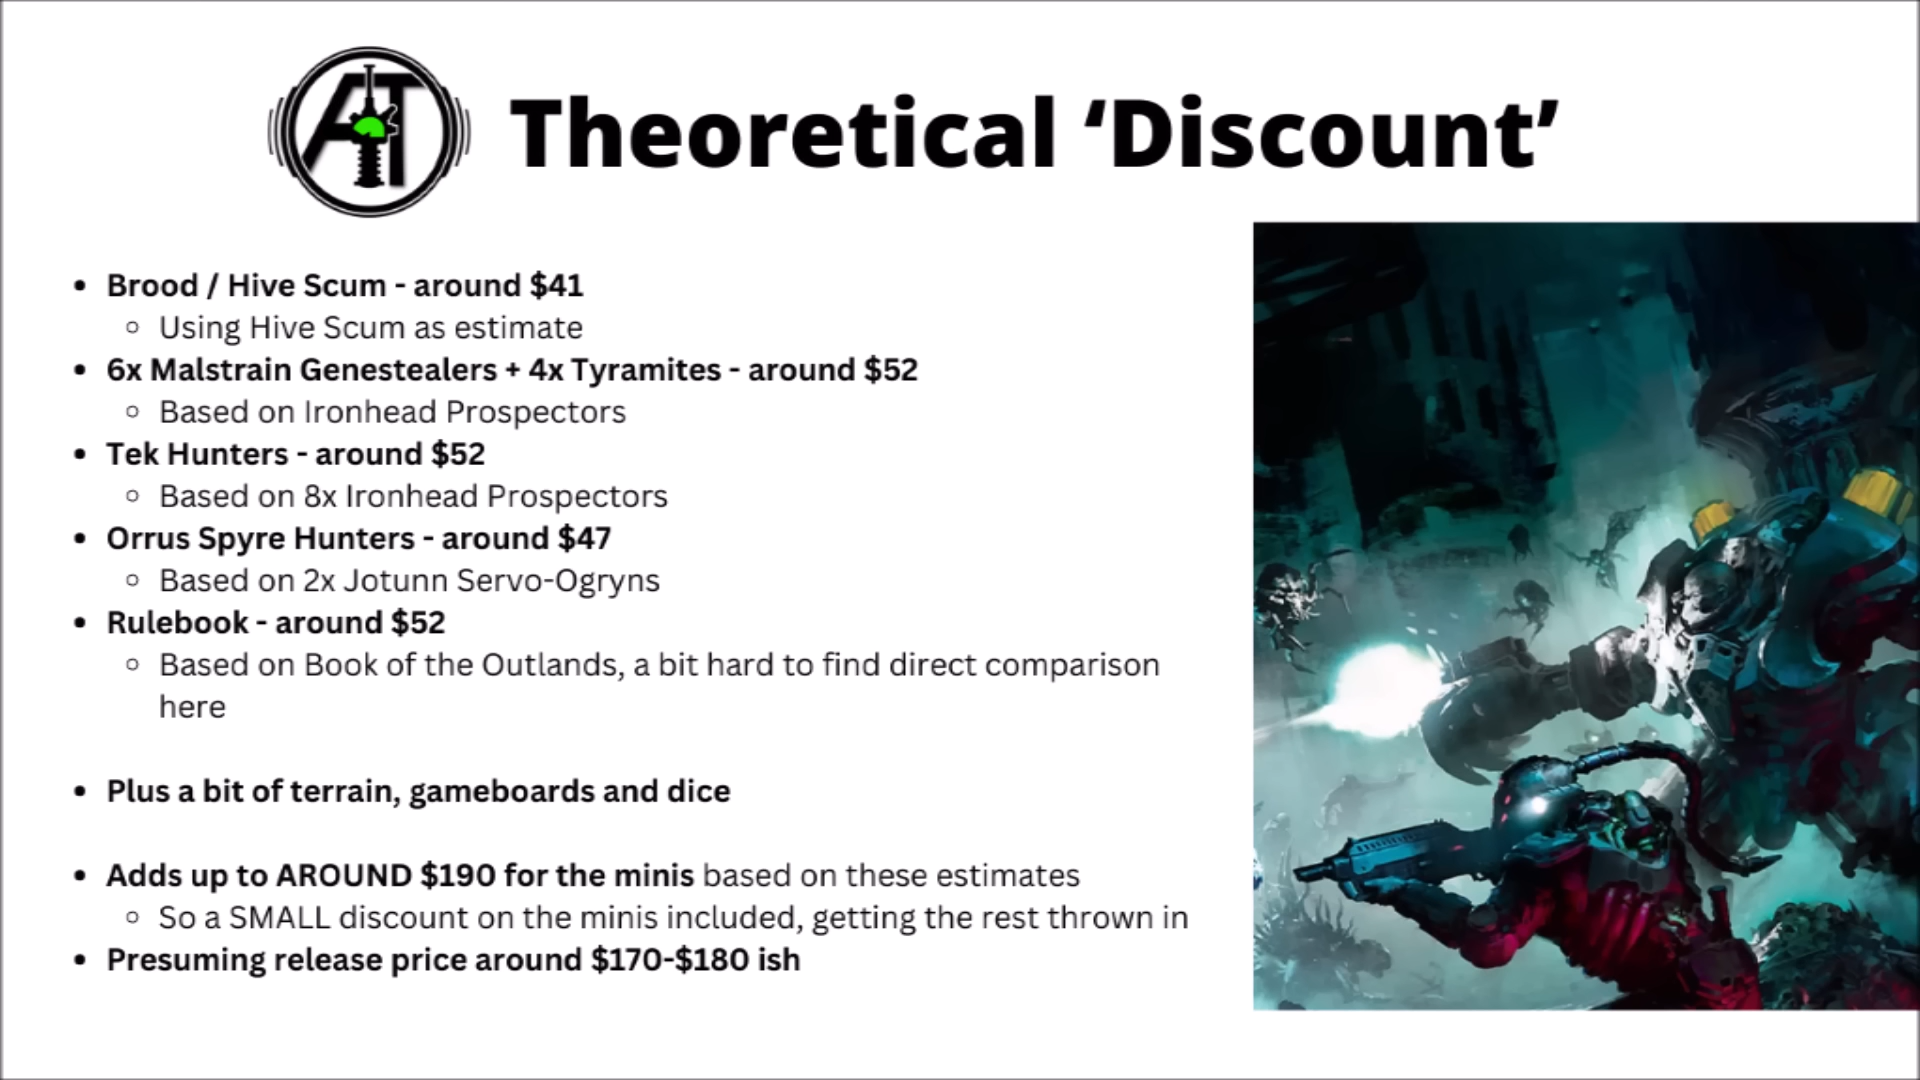 AT
Theoretical ‘Discount’
• Brood / Hive Scum - around $41
◦ Using Hive Scum as estimate
• 6x Malstrain Genestealers + 4x Tyramites - around $52
◦ Based on Ironhead Prospectors
• Tek Hunters - around $52
◦ Based on 8x Ironhead Prospectors
• Orrus Spyre Hunters - around $47
◦ Based on 2x Jotunn Servo-Ogryns
• Rulebook - around $52
◦ Based on Book of the Outlands, a bit hard to find direct comparison
here
• Plus a bit of terrain, gameboards and dice
• Adds up to AROUND $190 for the minis based on these estimates
◦ So a SMALL discount on the minis included, getting the rest thrown in
• Presuming release price around $170-$180 ish